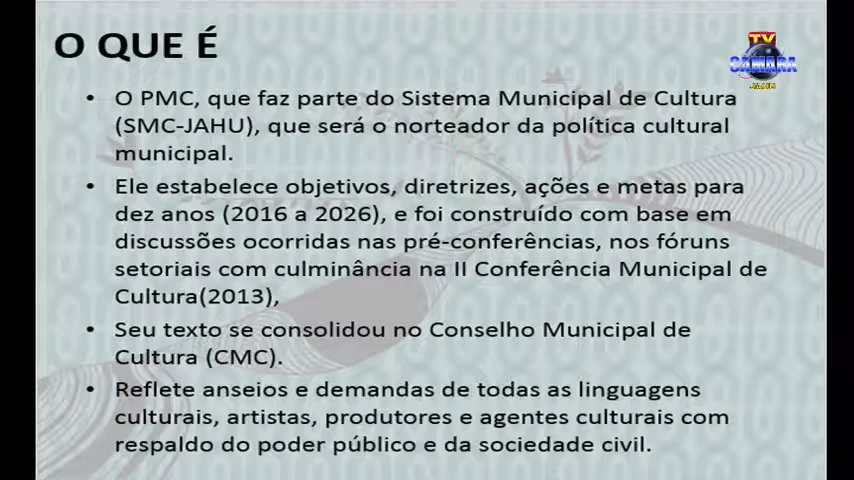 O QUE É
TV
CÂMARA
JAHU
• O PMC, que faz parte do Sistema Municipal de Cultura
(SMC-JAHU), que será o norteador da política cultural
municipal.
• Ele estabelece objetivos, diretrizes, ações e metas para
dez anos (2016 a 2026), e foi construído com base em
discussões ocorridas nas pré-conferências, nos fóruns
setoriais com culminância na II Conferência Municipal de
Cultura(2013),
• Seu texto se consolidou no Conselho Municipal de
Cultura (CMC).
• Reflete anseios e demandas de todas as linguagens
culturais, artistas, produtores e agentes culturais com
respaldo do poder público e da sociedade civil.